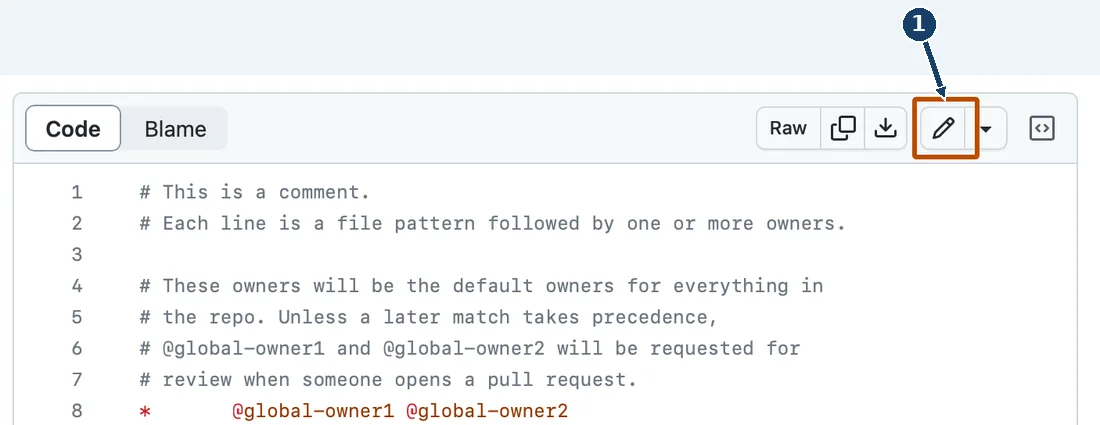 1
Code Blame Raw
1 # This is a comment.
2 # Each line is a file pattern followed by one or more owners.
3
4 # These owners will be the default owners for everything in
5 # the repo. Unless a later match takes precedence,
6 # @global-owner1 and @global-owner2 will be requested for
7 # review when someone opens a pull request.
8 * @global-owner1 @global-owner2